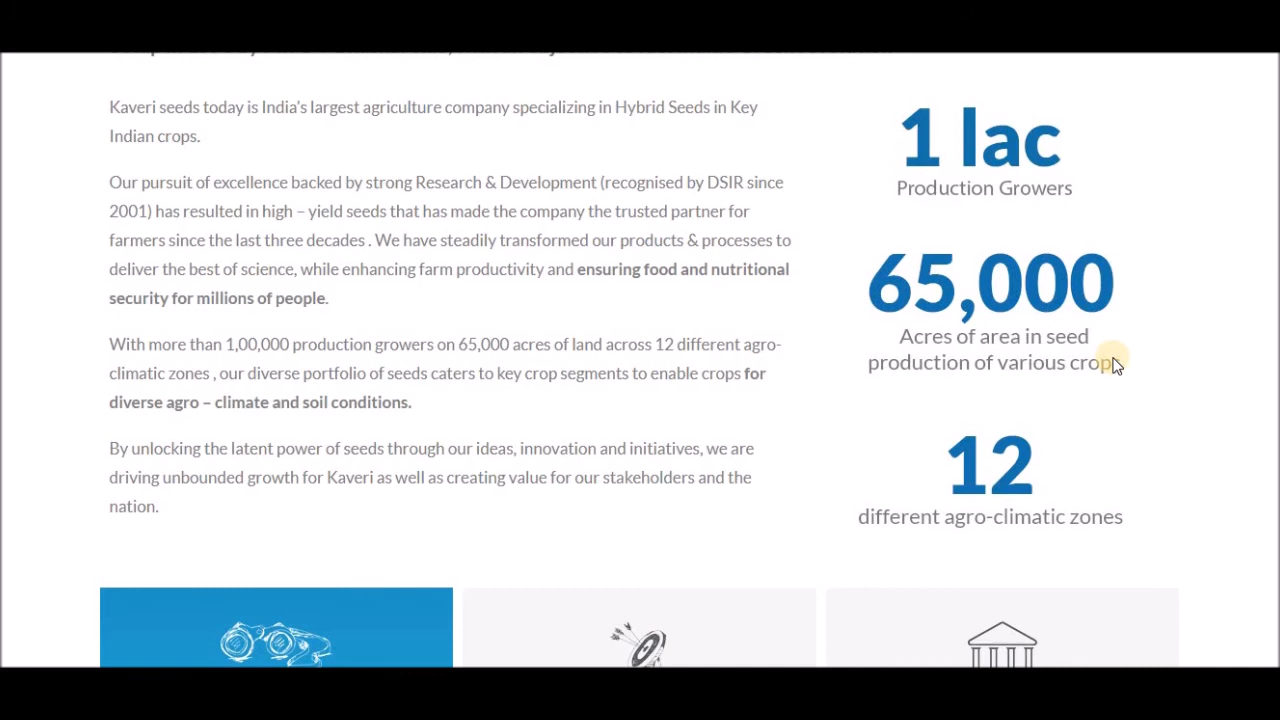 Kaveri seeds today is India's largest agriculture company specializing in Hybrid Seeds in Key
Indian crops.
Our pursuit of excellence backed by strong Research & Development (recognised by DSIR since
2001) has resulted in high – yield seeds that has made the company the trusted partner for
farmers since the last three decades . We have steadily transformed our products & processes to
deliver the best of science, while enhancing farm productivity and ensuring food and nutritional
security for millions of people.
With more than 1,00,000 production growers on 65,000 acres of land across 12 different agro-
climatic zones , our diverse portfolio of seeds caters to key crop segments to enable crops for
diverse agro – climate and soil conditions.
By unlocking the latent power of seeds through our ideas, innovation and initiatives, we are
driving unbounded growth for Kaveri as well as creating value for our stakeholders and the
nation.
1 lac
Production Growers
65,000
Acres of area in seed
production of various crops
12
different agro-climatic zones